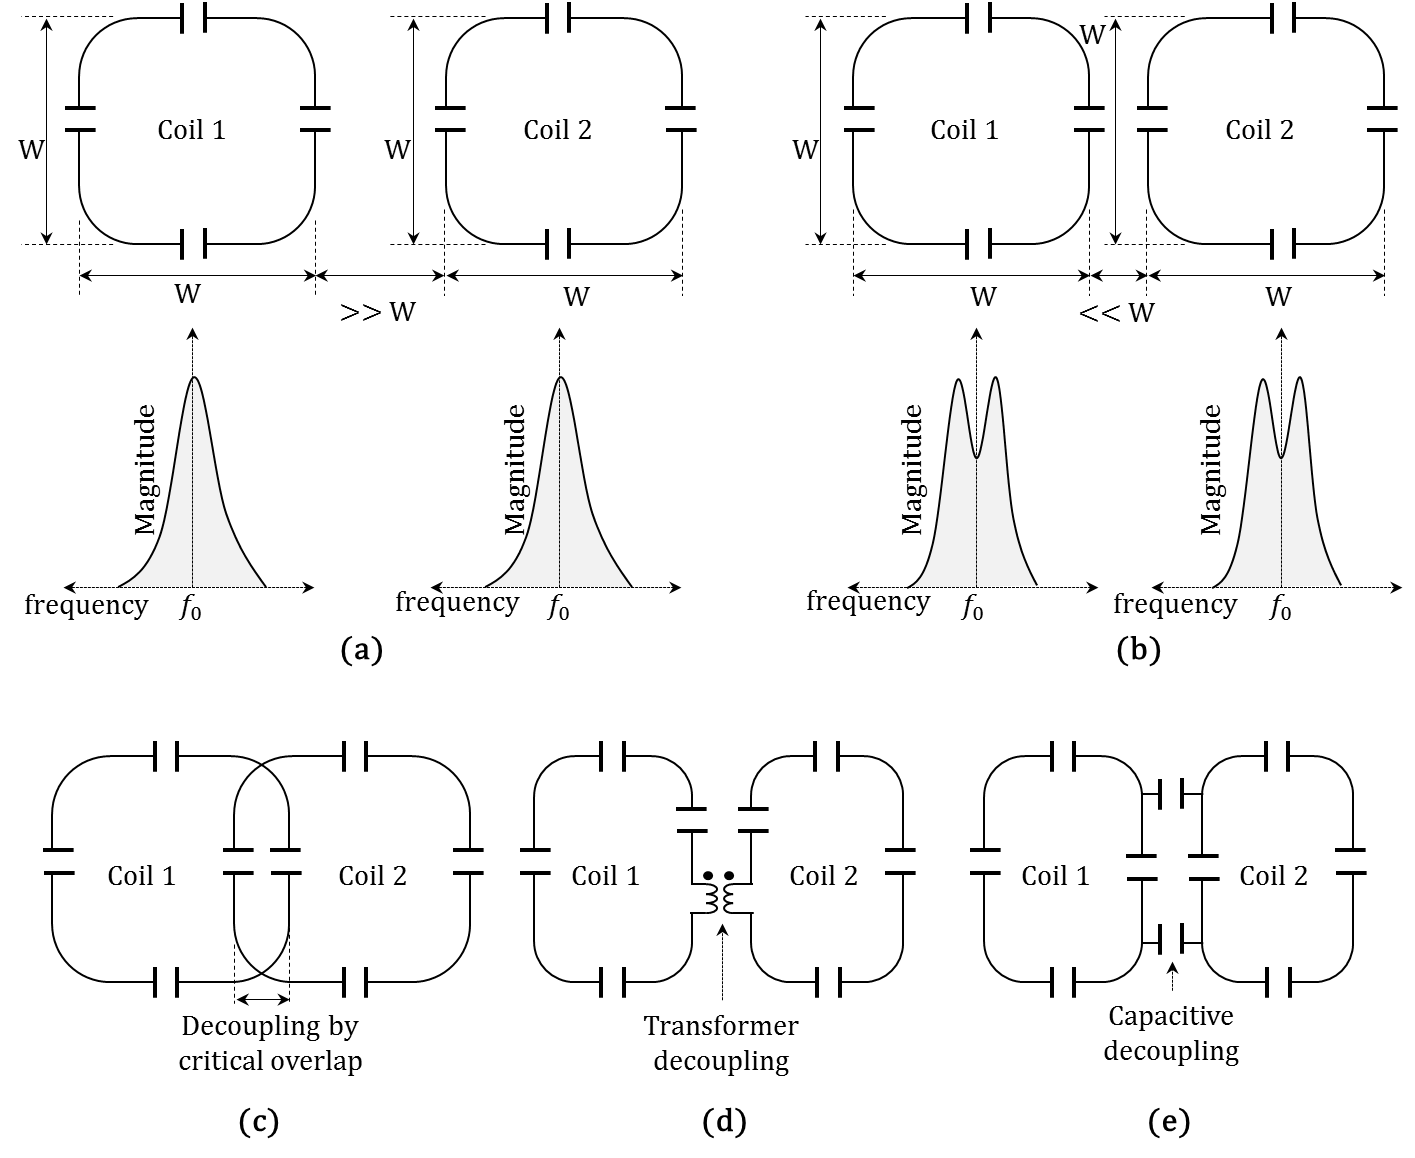 W
Coil 1
W
W
Coil 2
W
>> W
W
Coil 1
W
W
Coil 2
W
<< W
Magnitude
frequency
f0
Magnitude
frequency
f0
(a)
Magnitude
frequency
f0
Magnitude
frequency
f0
(b)
Coil 1
Coil 2
Decoupling by
critical overlap
(c)
Coil 1
Coil 2
Transformer
decoupling
(d)
Coil 1
Coil 2
Capacitive
decoupling
(e)